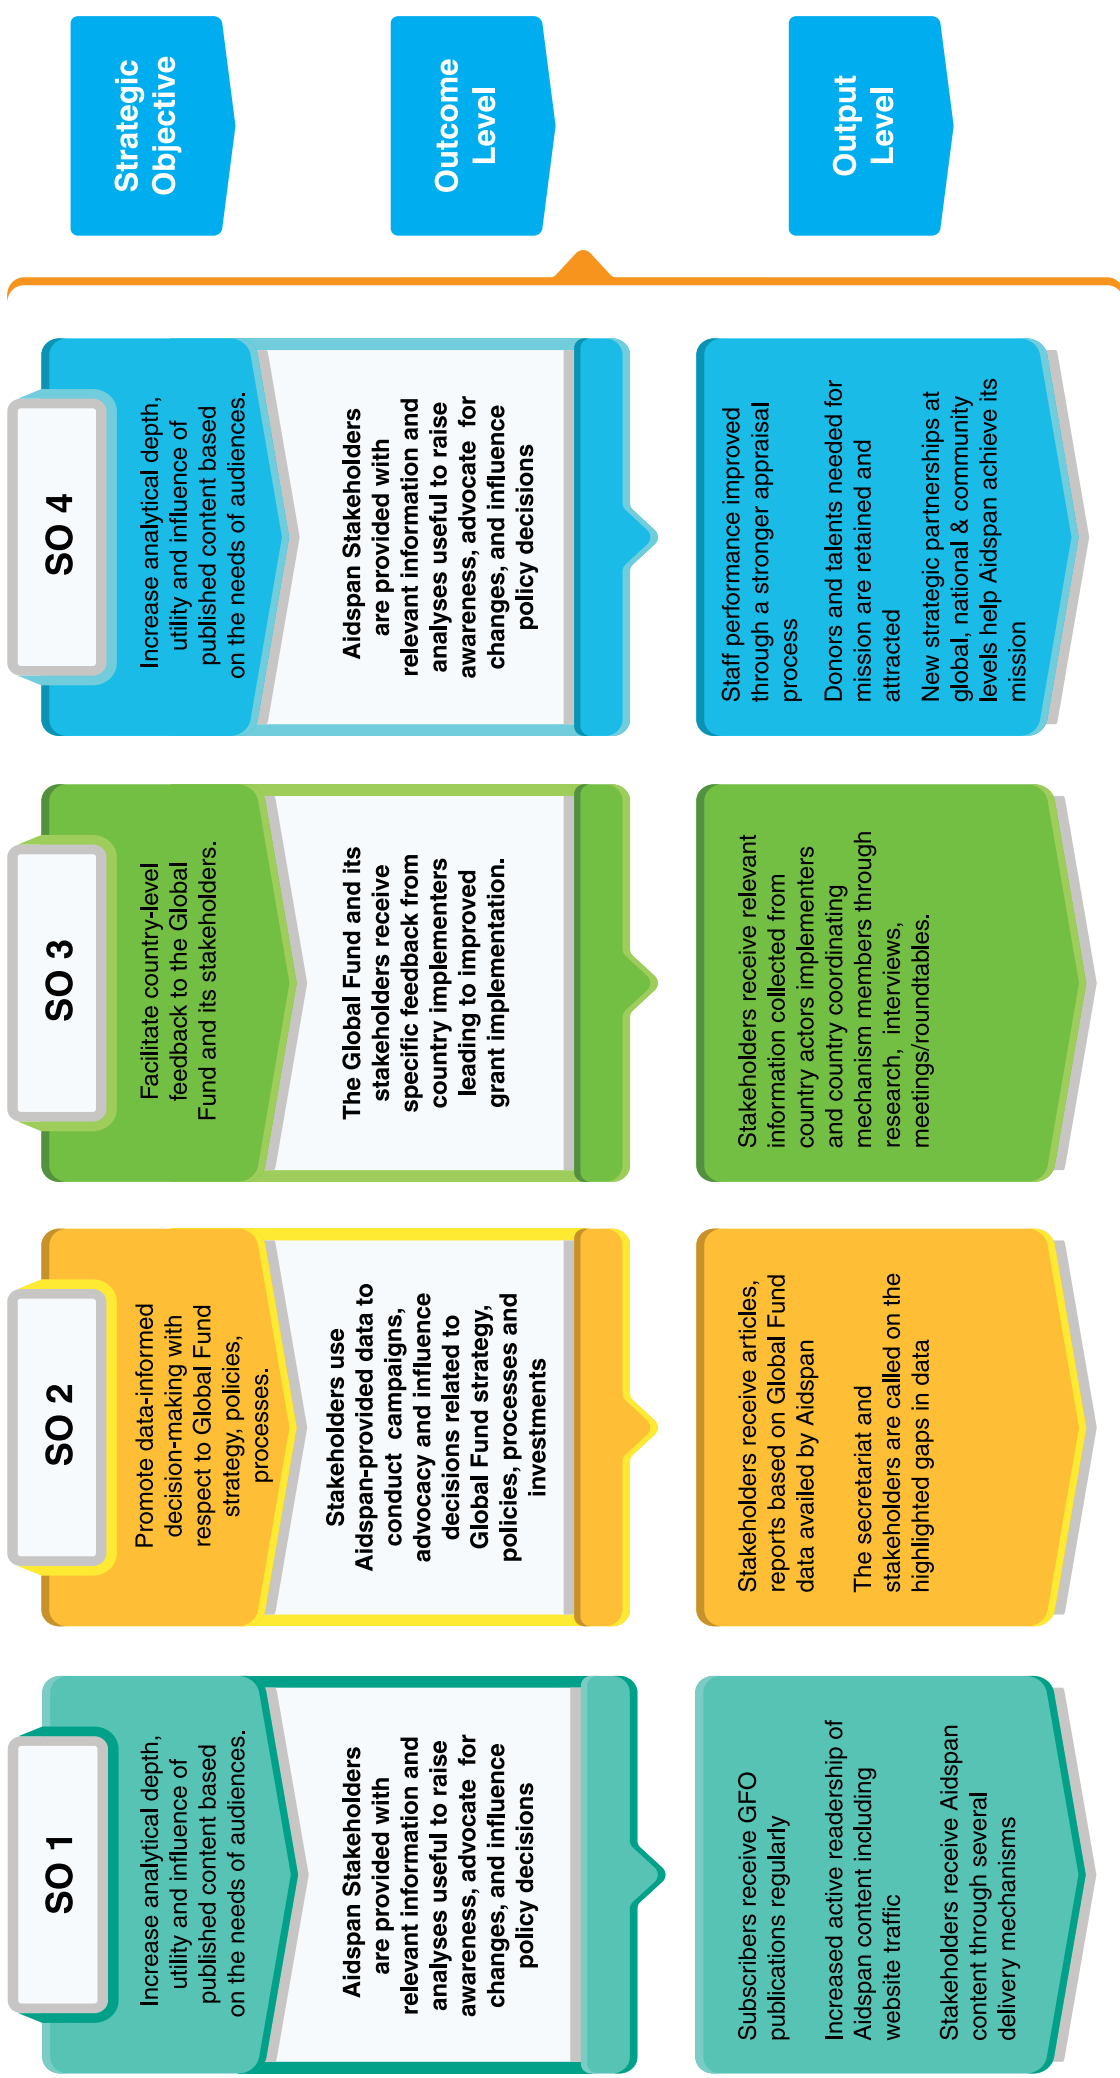 SO 1
Increase analytical depth,
utility and influence of
published content based
on the needs of audiences.
Aidspan Stakeholders
are provided with
relevant information and
analyses useful to raise
awareness, advocate for
changes, and influence
policy decisions
Subscribers receive GFO
publications regularly
Increased active readership of
Aidspan content including
website traffic
Stakeholders receive Aidspan
content through several
delivery mechanisms
SO 2
Promote data-informed
decision-making with
respect to Global Fund
strategy, policies,
processes.
Stakeholders use
Aidspan-provided data to
conduct campaigns,
advocacy and influence
decisions related to
Global Fund strategy,
policies, processes and
investments
Stakeholders receive articles,
reports based on Global Fund
data availed by Aidspan
The secretariat and
stakeholders are called on the
highlighted gaps in data
SO 3
Facilitate country-level
feedback to the Global
Fund and its stakeholders.
The Global Fund and its
stakeholders receive
specific feedback from
country implementers
leading to improved
grant implementation.
Stakeholders receive relevant
information collected from
country actors implementers
and country coordinating
mechanism members through
research, interviews,
meetings/roundtables.
SO 4
Increase analytical depth,
utility and influence of
published content based
on the needs of audiences.
Aidspan Stakeholders
are provided with
relevant information and
analyses useful to raise
awareness, advocate for
changes, and influence
policy decisions
Staff performance improved
through a stronger appraisal
process
Donors and talents needed for
mission are retained and
attracted
New strategic partnerships at
global, national & community
levels help Aidspan achieve its
mission
Strategic
Objective
Outcome
Level
Output
Level